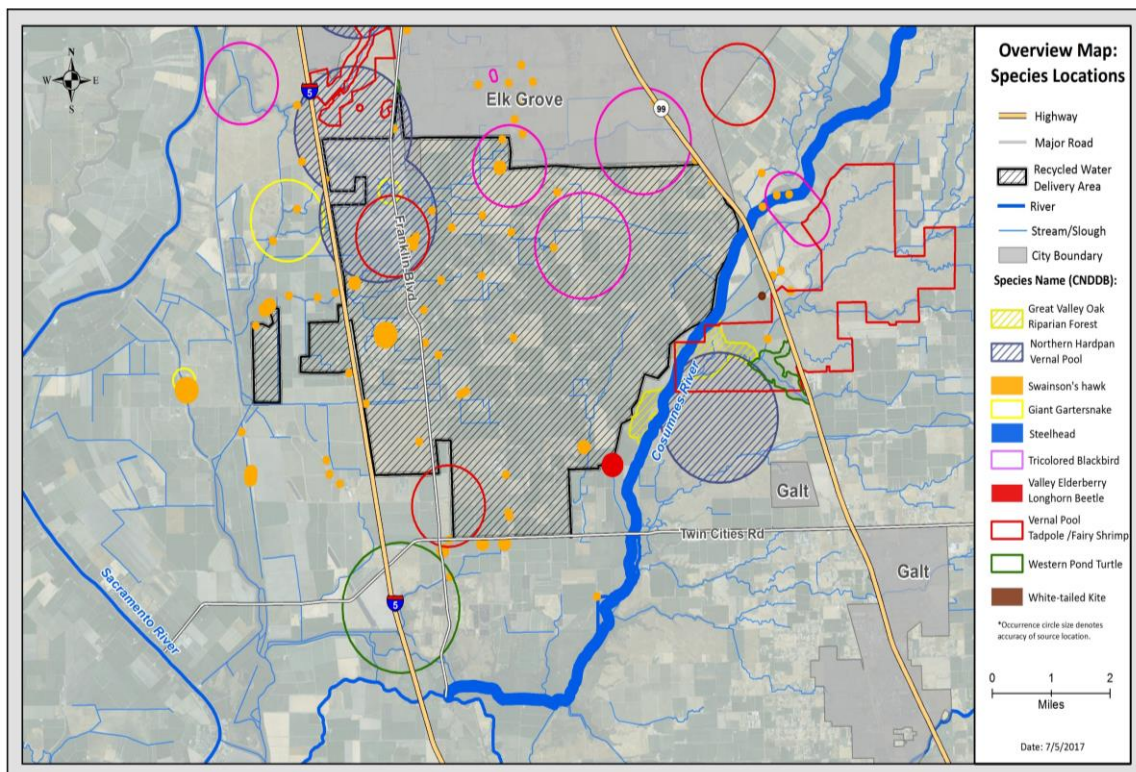 N
W E
S
5
Elk Grove
99
Franklin Blvd
Cosumnes River
Galt
Twin Cities Rd
Galt
Sacramento River
5
Overview Map:
Species Locations
Highway
Major Road
Recycled Water
Delivery Area
River
Stream/Slough
City Boundary
Species Name (CNDDB):
Great Valley Oak
Riparian Forest
Northern Hardpan
Vernal Pool
Swainson's hawk
Giant Gartersnake
Steelhead
Tricolored Blackbird
Valley Elderberry
Longhorn Beetle
Vernal Pool
Tadpole /Fairy Shrimp
Western Pond Turtle
White-tailed Kite
*Occurrence circle size denotes
accuracy of source location.
0 1 2
Miles
Date: 7/5/2017